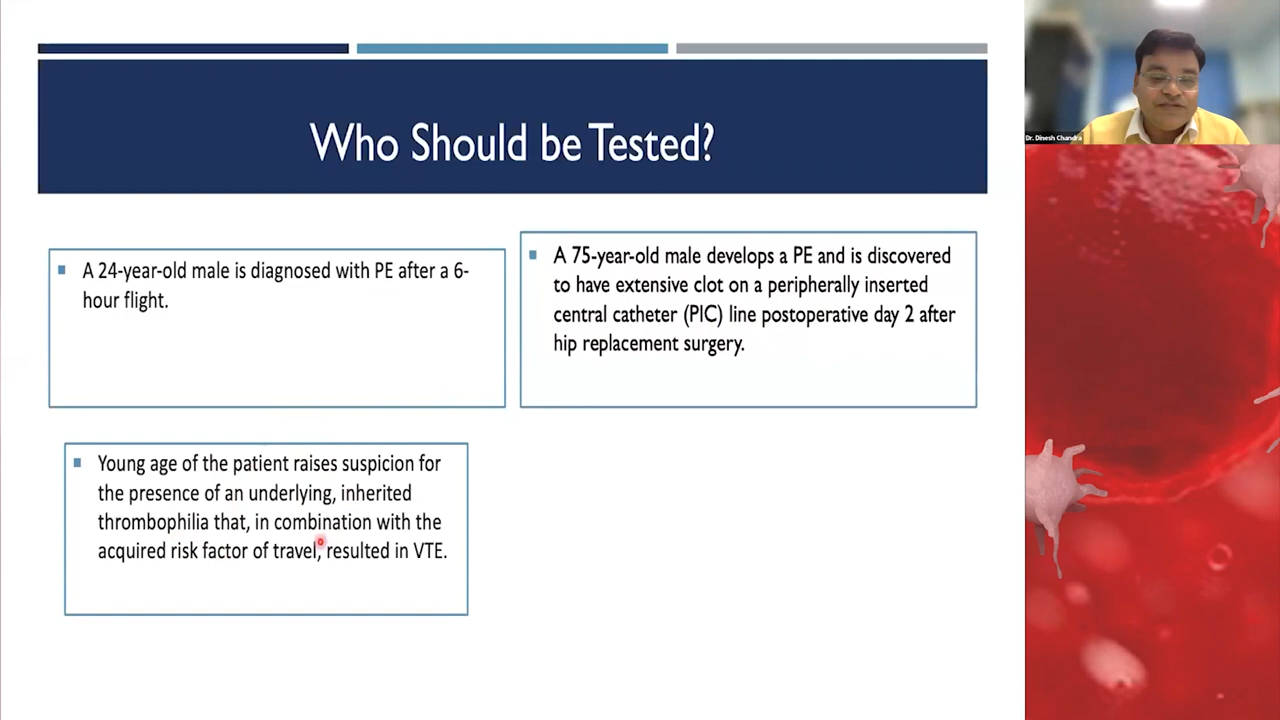 Who Should be Tested?
A 24-year-old male is diagnosed with PE after a 6-
hour flight.
A 75-year-old male develops a PE and is discovered
to have extensive clot on a peripherally inserted
central catheter (PIC) line postoperative day 2 after
hip replacement surgery.
Young age of the patient raises suspicion for
the presence of an underlying, inherited
thrombophilia that, in combination with the
acquired risk factor of travel, resulted in VTE.
Dr. Dinesh Chandra